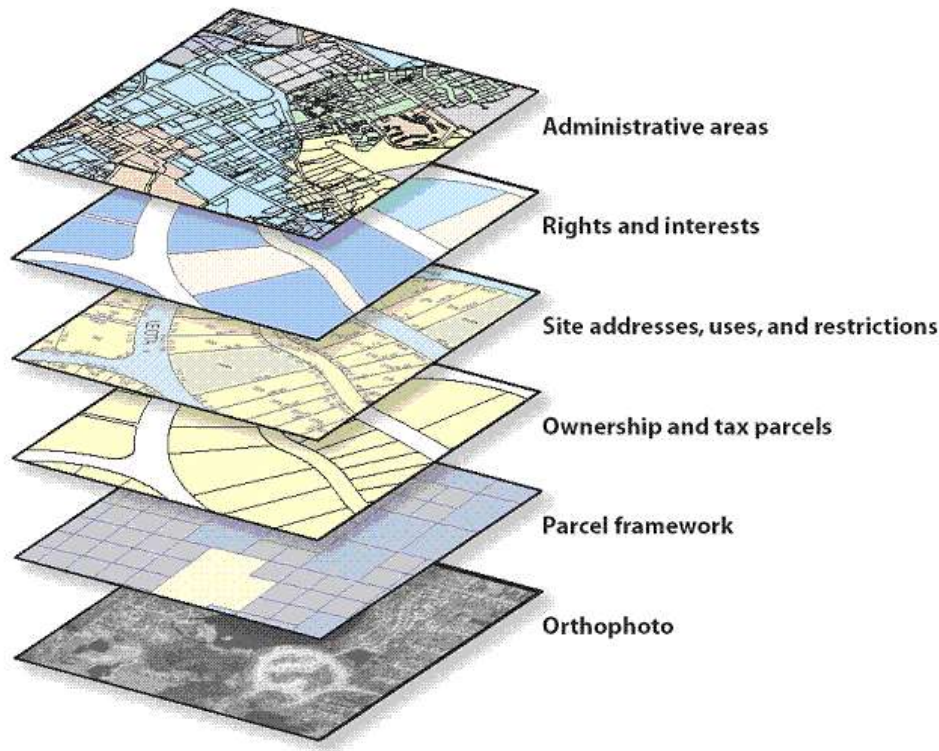 Administrative areas
Rights and interests
Site addresses, uses, and restrictions
Ownership and tax parcels
Parcel framework
Orthophoto